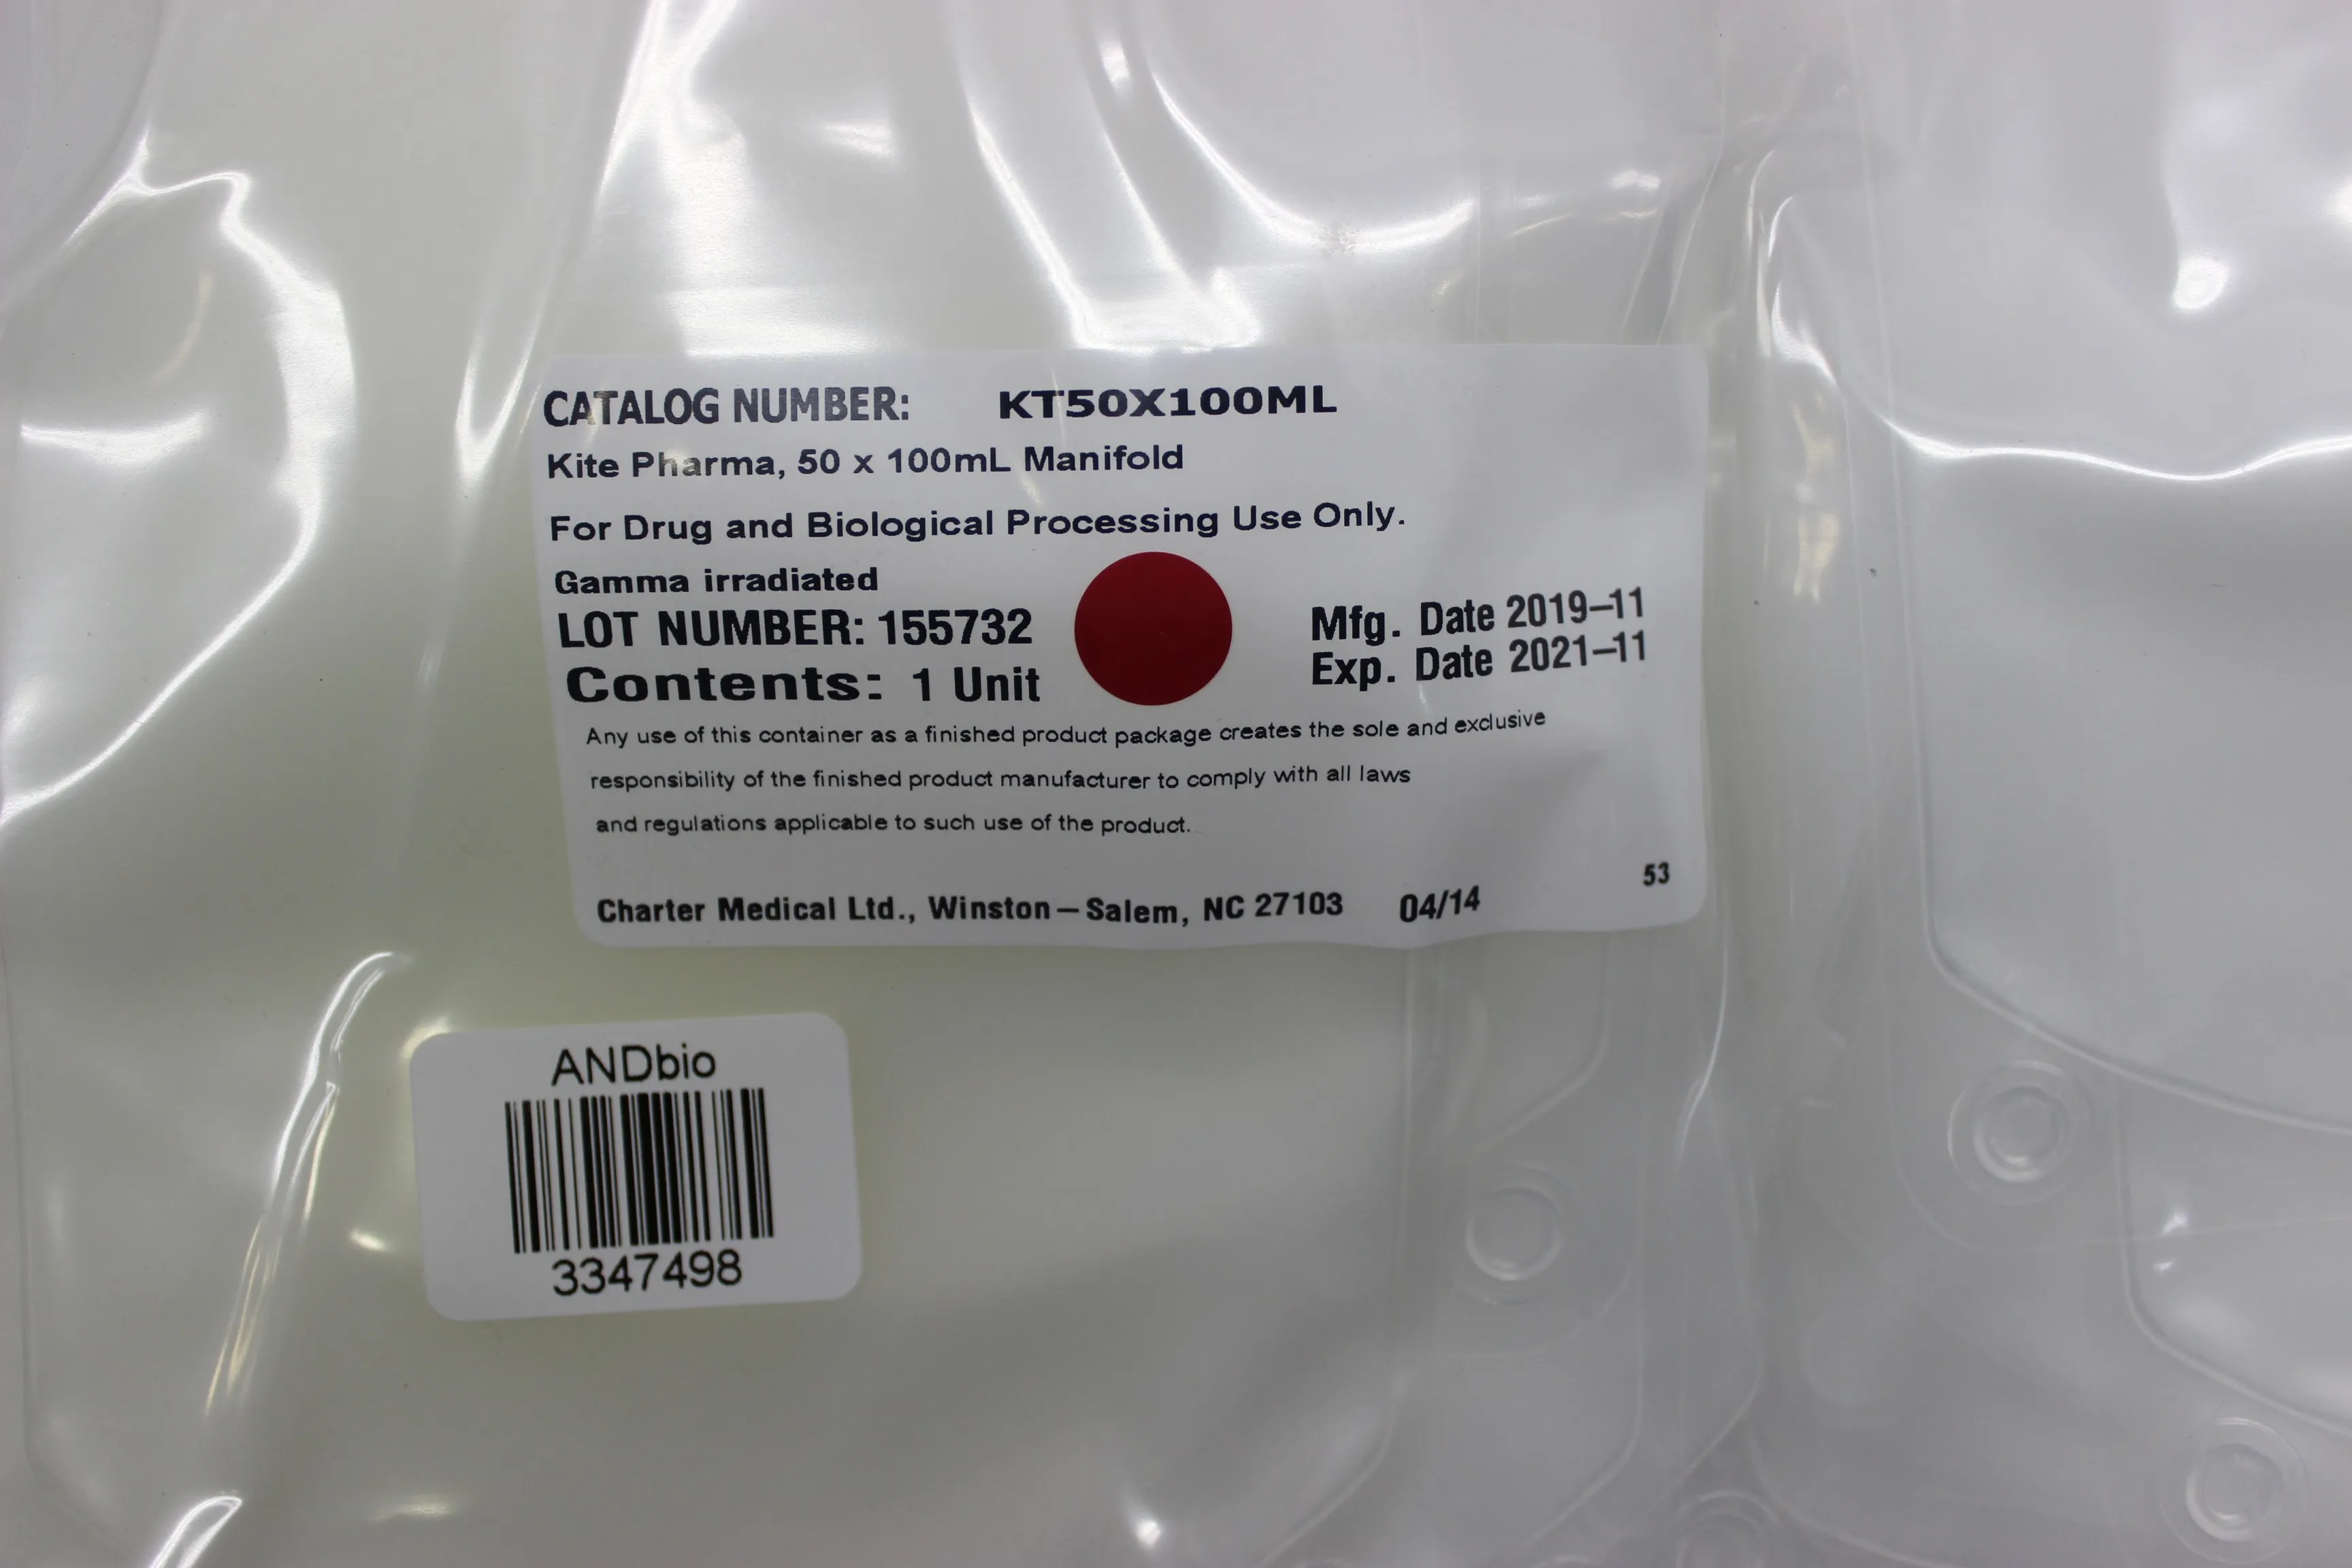 CATALOG NUMBER: KT50X100ML
Kite Pharma, 50 x 100mL Manifold
For Drug and Biological Processing Use Only.
Gamma irradiated
LOT NUMBER: 155732
Contents: 1 Unit
Mfg. Date 2019-11
Exp. Date 2021-11
Any use of this container as a finished product package creates the sole and exclusive
responsibility of the finished product manufacturer to comply with all laws
and regulations applicable to such use of the product.
53
Charter Medical Ltd., Winston-Salem, NC 27103 04/14
ANDbio
3347498